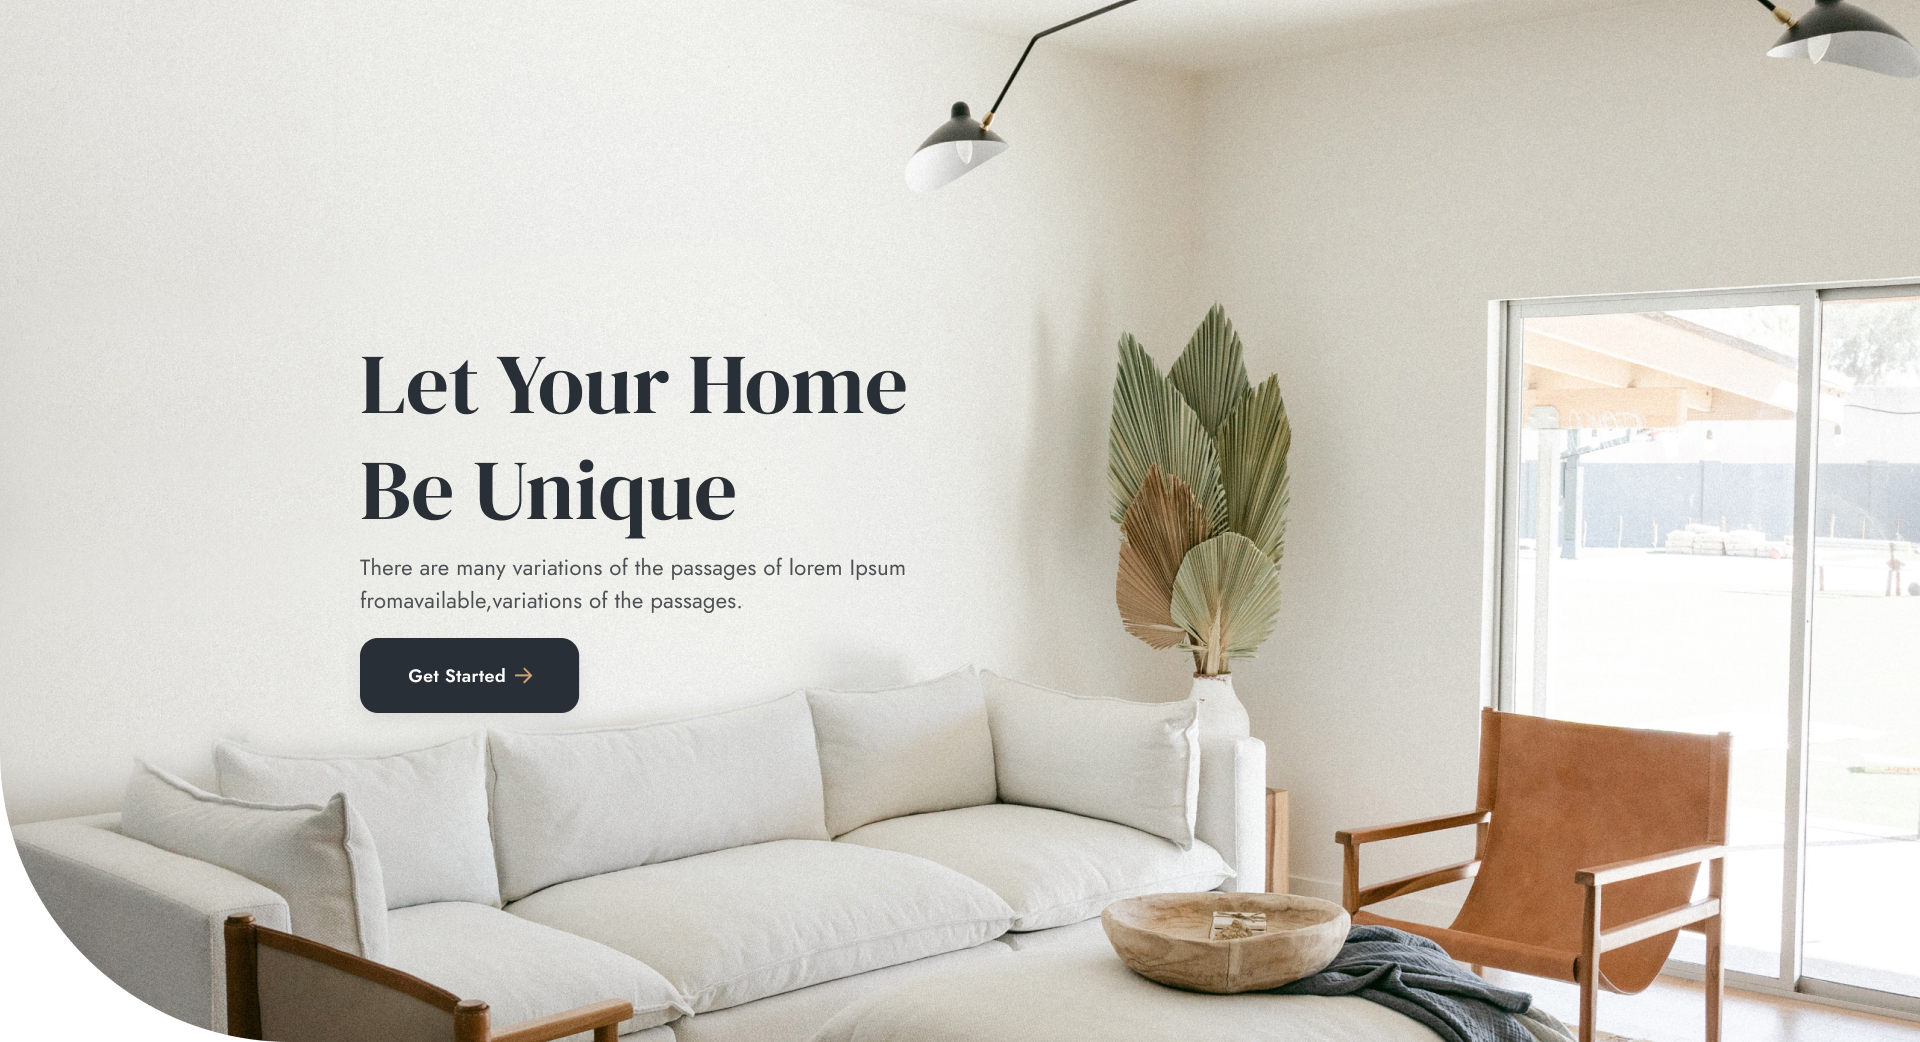 Let Your Home
Be Unique
There are many variations of the passages of lorem Ipsum
fromavailable,variations of the passages.
Get Started